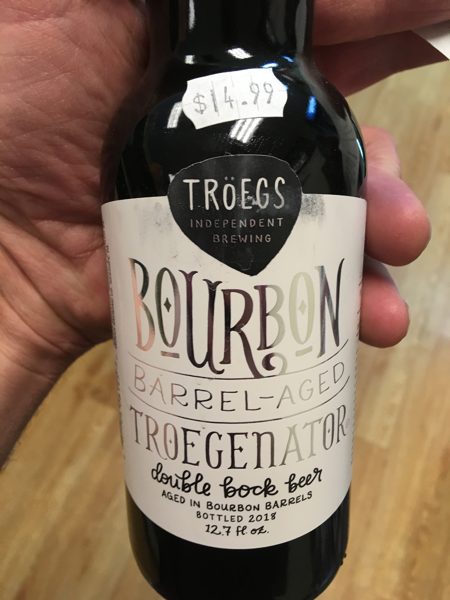 $14.99
TRÖEGS
INDEPENDENT
BREWING
BOURBON
BARREL-AGED
TROEGENATOR
double bock beer
AGED IN BOURBON BARRELS
BOTTLED 2018
12.7 fl oz.